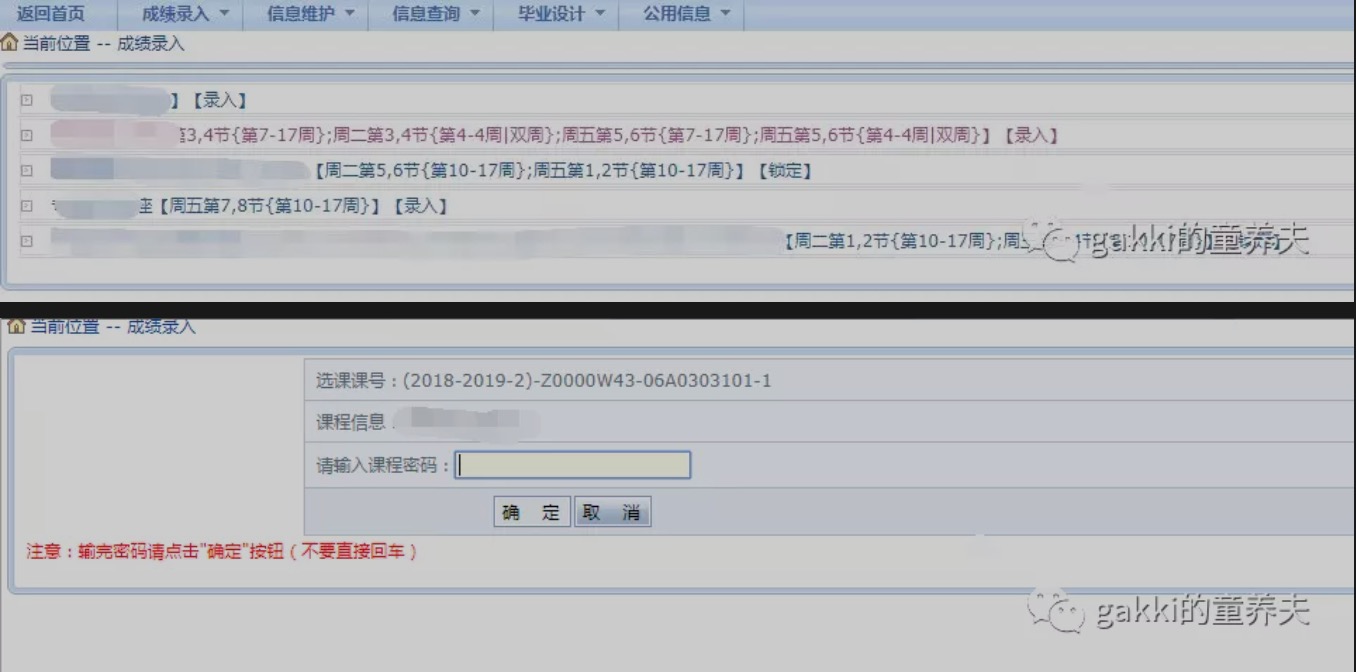 返回首页 成绩录入 信息维护 信息查询 毕业设计 公用信息
当前位置 -- 成绩录入
】【录入】
3,4节{第7-17周};周二第3,4节{第4-4周|双周};周五第5,6节{第7-17周};周五第5,6节{第4-4周|双周}】【录入】
【周二第5,6节{第10-17周};周五第1,2节{第10-17周}】【锁定】
座【周五第7,8节{第10-17周}】【录入】
【周二第1,2节{第10-17周};周
gakki的童养夫
当前位置 -- 成绩录入
选课课号：(2018-2019-2)-Z0000W43-06A0303101-1
课程信息
请输入课程密码：
确 定 取 消
注意：输完密码请点击"确定"按钮（不要直接回车）
gakki的童养夫